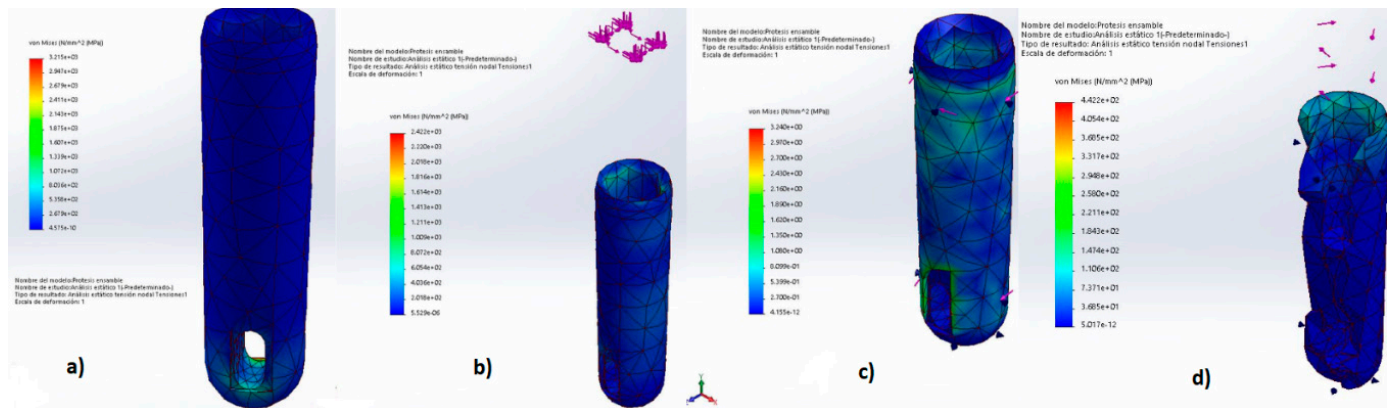 von Mises (N/mm^2 (MPa))
3.215e+03
2.947e+03
2.679e+03
2.411e+03
2.143e+03
1.875e+03
1.601e+03
1.339e+03
1.072e+03
8.036e+02
5.358e+02
2.679e+02
4.575e-10
Nombre del modelo:Protesis ensamble
Nombre de estudio:Análisis estático 1(-Predeterminado-)
Tipo de resultado: Análisis estático tensión nodal Tensiones1
Escala de deformación: 1
a)
Nombre del modelo:Protesis ensamble
Nombre de estudio:Análisis estático 1(-Predeterminado-)
Tipo de resultado: Análisis estático tensión nodal Tensiones1
Escala de deformación: 1
von Mises (N/mm^2 (MPa))
2.422e+03
2.220e+03
2.018e+03
1.816e+03
1.614e+03
1.413e+03
1.211e+03
1.009e+03
8.072e+02
6.054e+02
4.036e+02
2.018e+02
5.529e-06
b)
Nombre del modelo:Protesis ensamble
Nombre de estudio:Análisis estático 1(-Predeterminado-)
Tipo de resultado: Análisis estático tensión nodal Tensiones1
Escala de deformación: 1
von Mises (N/mm^2 (MPa))
3.240e+00
2.970e+00
2.700e+00
2.430e+00
2.160e+00
1.890e+00
1.620e+00
1.350e+00
1.080e+00
8.099e-01
5.399e-01
2.700e-01
4.155e-12
c)
Nombre del modelo:Protesis ensamble
Nombre de estudio:Análisis estático 1(-Predeterminado-)
Tipo de resultado: Análisis estático tensión nodal Tensiones1
Escala de deformación: 1
von Mises (N/mm^2 (MPa))
4.422e+02
4.054e+02
3.685e+02
3.317e+02
2.948e+02
2.580e+02
2.211e+02
1.843e+02
1.474e+02
1.106e+02
7.371e+01
3.685e+01
5.017e-12
d)